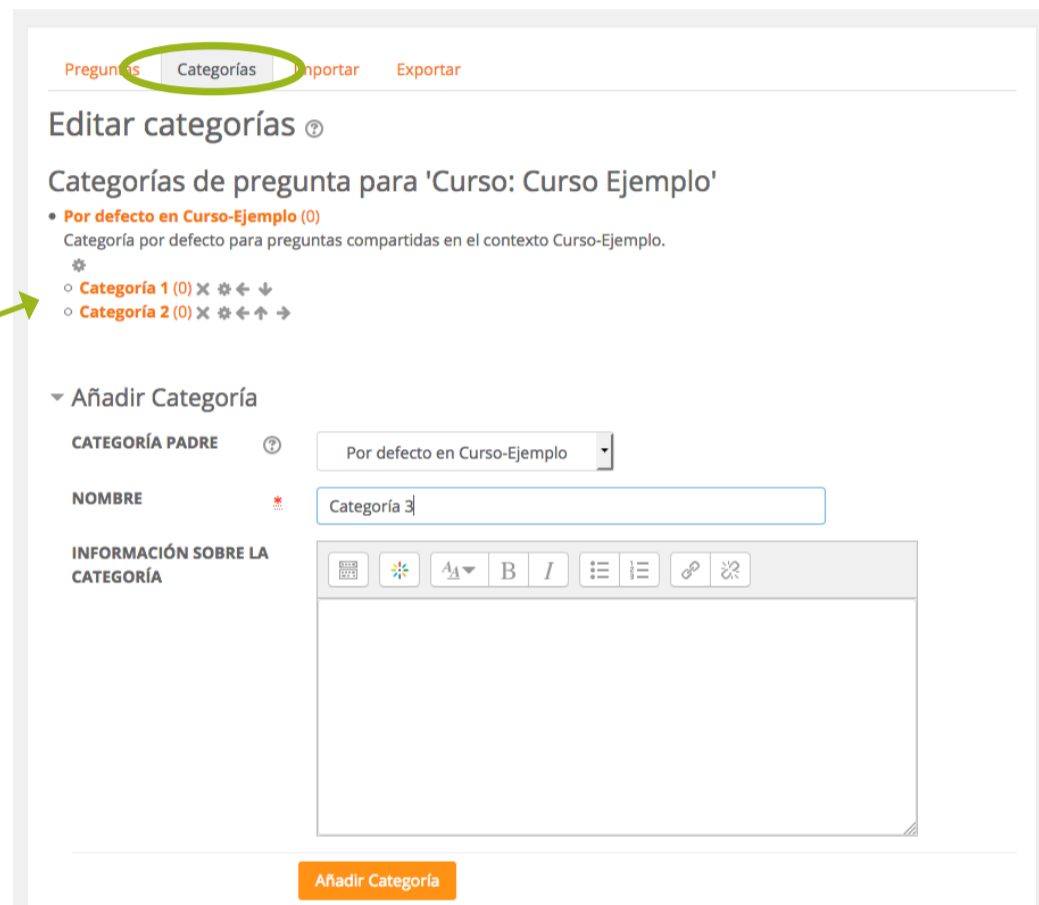 Preguntas Categorías Importar Exportar
Editar categorías
Categorías de pregunta para 'Curso: Curso Ejemplo'
Por defecto en Curso-Ejemplo (0)
Categoría por defecto para preguntas compartidas en el contexto Curso-Ejemplo.
Categoría 1 (0)
Categoría 2 (0)
Añadir Categoría
CATEGORÍA PADRE
Por defecto en Curso-Ejemplo
NOMBRE
Categoría 3
INFORMACIÓN SOBRE LA
CATEGORÍA
Añadir Categoría